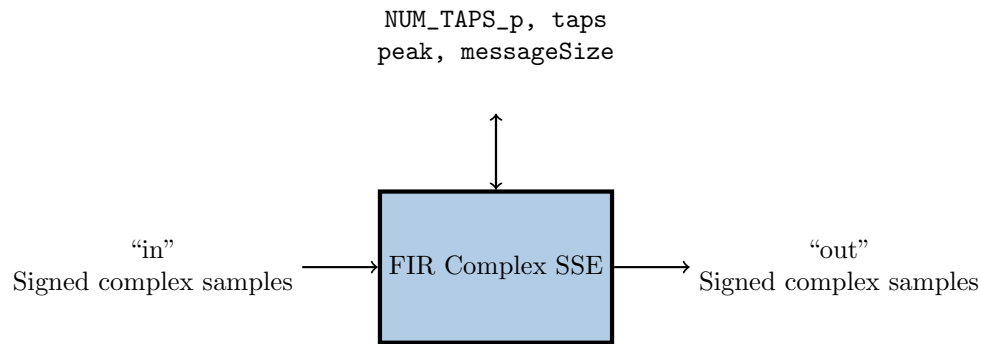 NUM_TAPS_p, taps
peak, messageSize
“in”
Signed complex samples
FIR Complex SSE
“out”
Signed complex samples